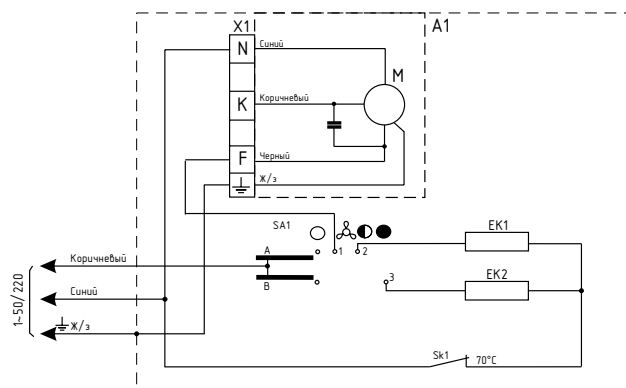 X1
A1
N
Синий
M
K
Коричневый
F
Черный
Ж/з
SA1
EK1
A
1
2
Коричневый
EK2
B
3
1~50/220
Синий
Ж/з
Sk1
70°C